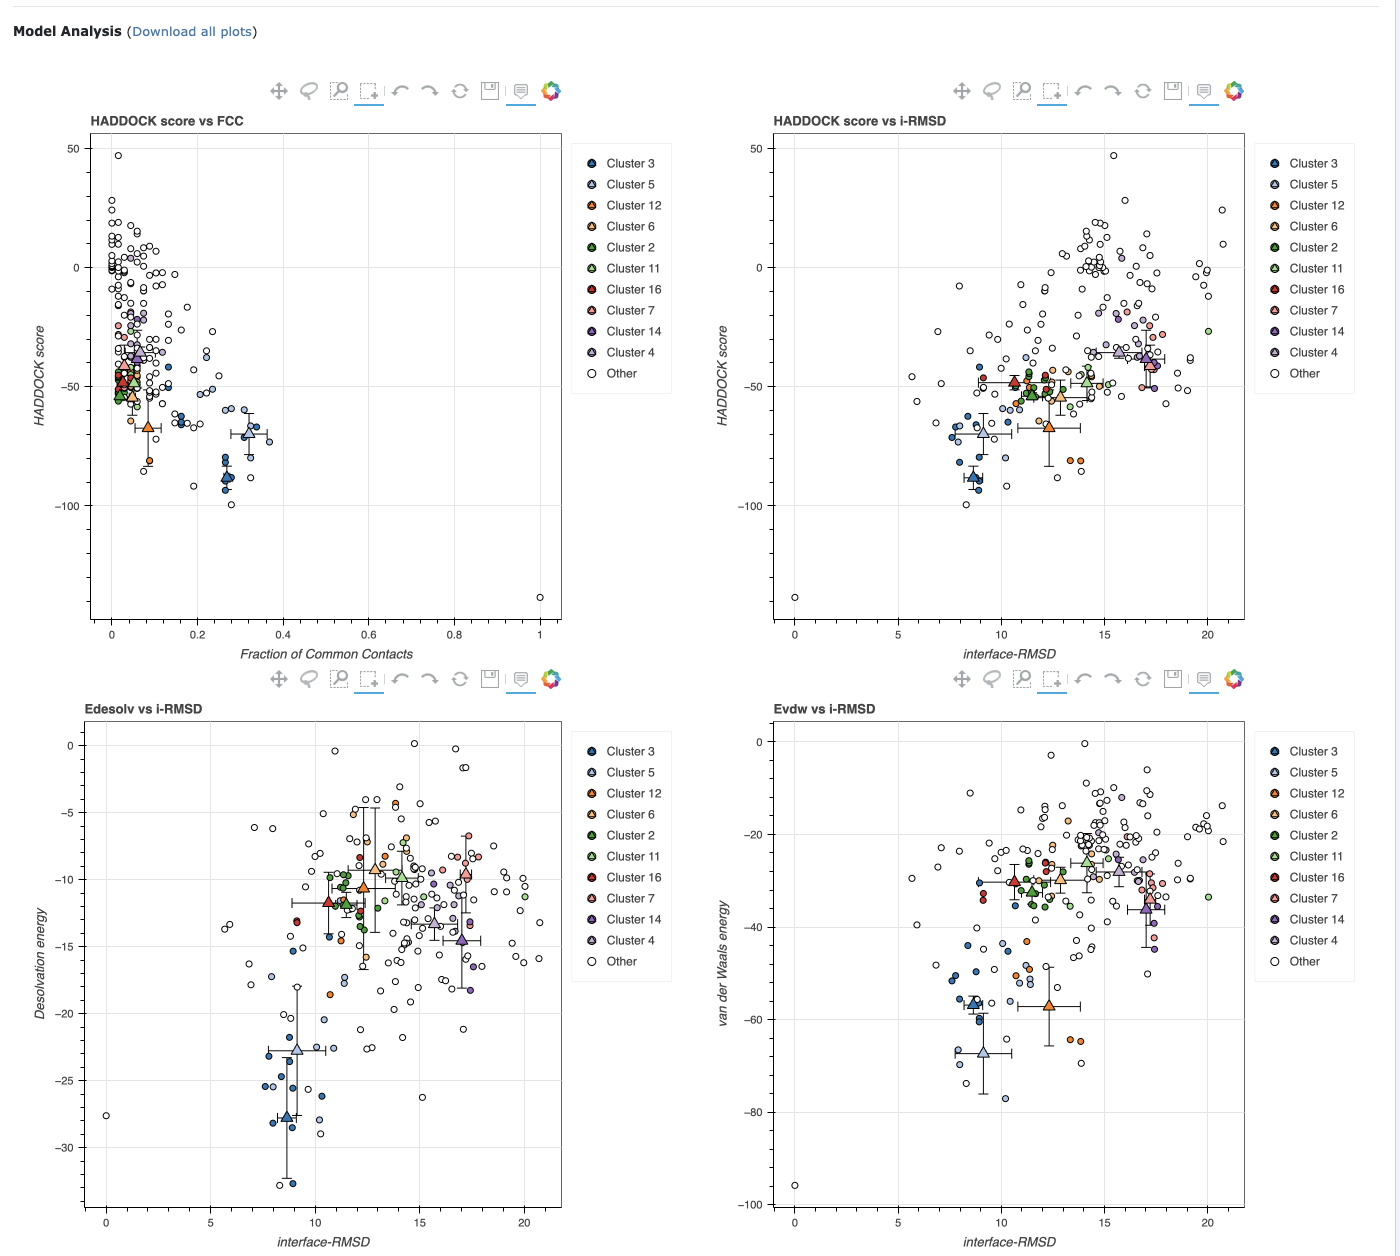 Model Analysis (Download all plots)
HADDOCK score vs FCC
50
0
−50
−100
HADDOCK score
0
0.2
0.4
0.6
0.8
1
Fraction of Common Contacts
Cluster 3
Cluster 5
Cluster 12
Cluster 6
Cluster 2
Cluster 11
Cluster 16
Cluster 7
Cluster 14
Cluster 4
Other
HADDOCK score vs i-RMSD
50
0
−50
−100
HADDOCK score
0
5
10
15
20
interface-RMSD
Cluster 3
Cluster 5
Cluster 12
Cluster 6
Cluster 2
Cluster 11
Cluster 16
Cluster 7
Cluster 14
Cluster 4
Other
Edesolv vs i-RMSD
0
−5
−10
−15
−20
−25
−30
Desolvation energy
0
5
10
15
20
interface-RMSD
Cluster 3
Cluster 5
Cluster 12
Cluster 6
Cluster 2
Cluster 11
Cluster 16
Cluster 7
Cluster 14
Cluster 4
Other
Evdw vs i-RMSD
0
−20
−40
−60
−80
−100
van der Waals energy
0
5
10
15
20
interface-RMSD
Cluster 3
Cluster 5
Cluster 12
Cluster 6
Cluster 2
Cluster 11
Cluster 16
Cluster 7
Cluster 14
Cluster 4
Other